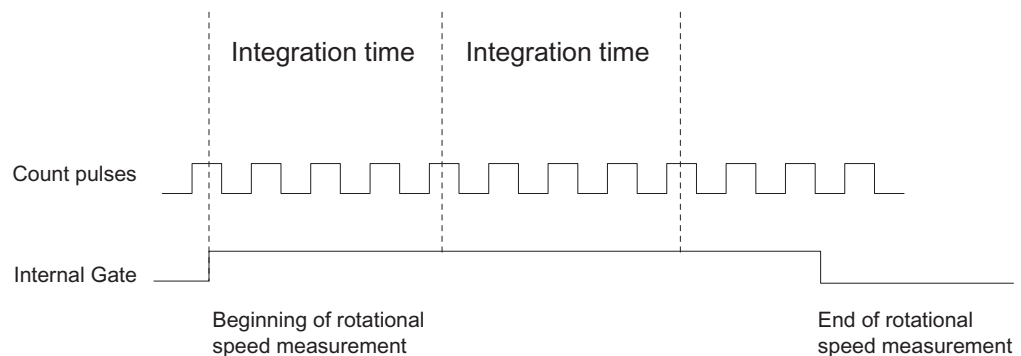 Integration time
Integration time
Count pulses
Internal Gate
Beginning of rotational
speed measurement
End of rotational
speed measurement